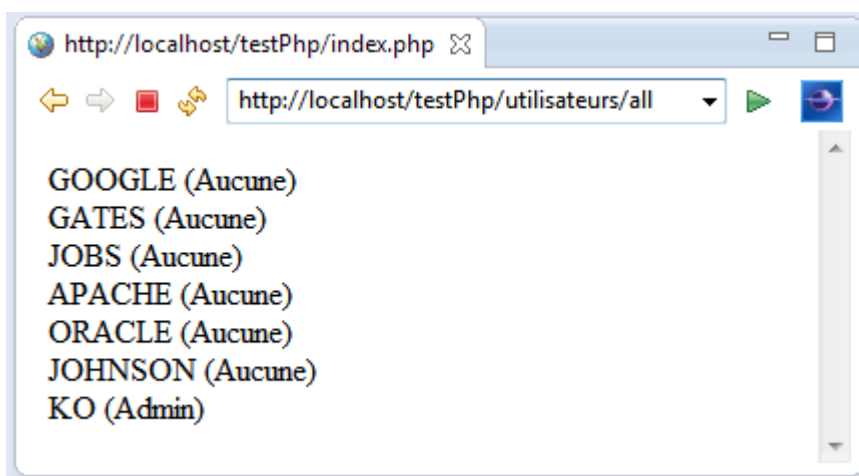 http://localhost/testPhp/index.php
http://localhost/testPhp/utilisateurs/all
GOOGLE (Aucune)
GATES (Aucune)
JOBS (Aucune)
APACHE (Aucune)
ORACLE (Aucune)
JOHNSON (Aucune)
KO (Admin)